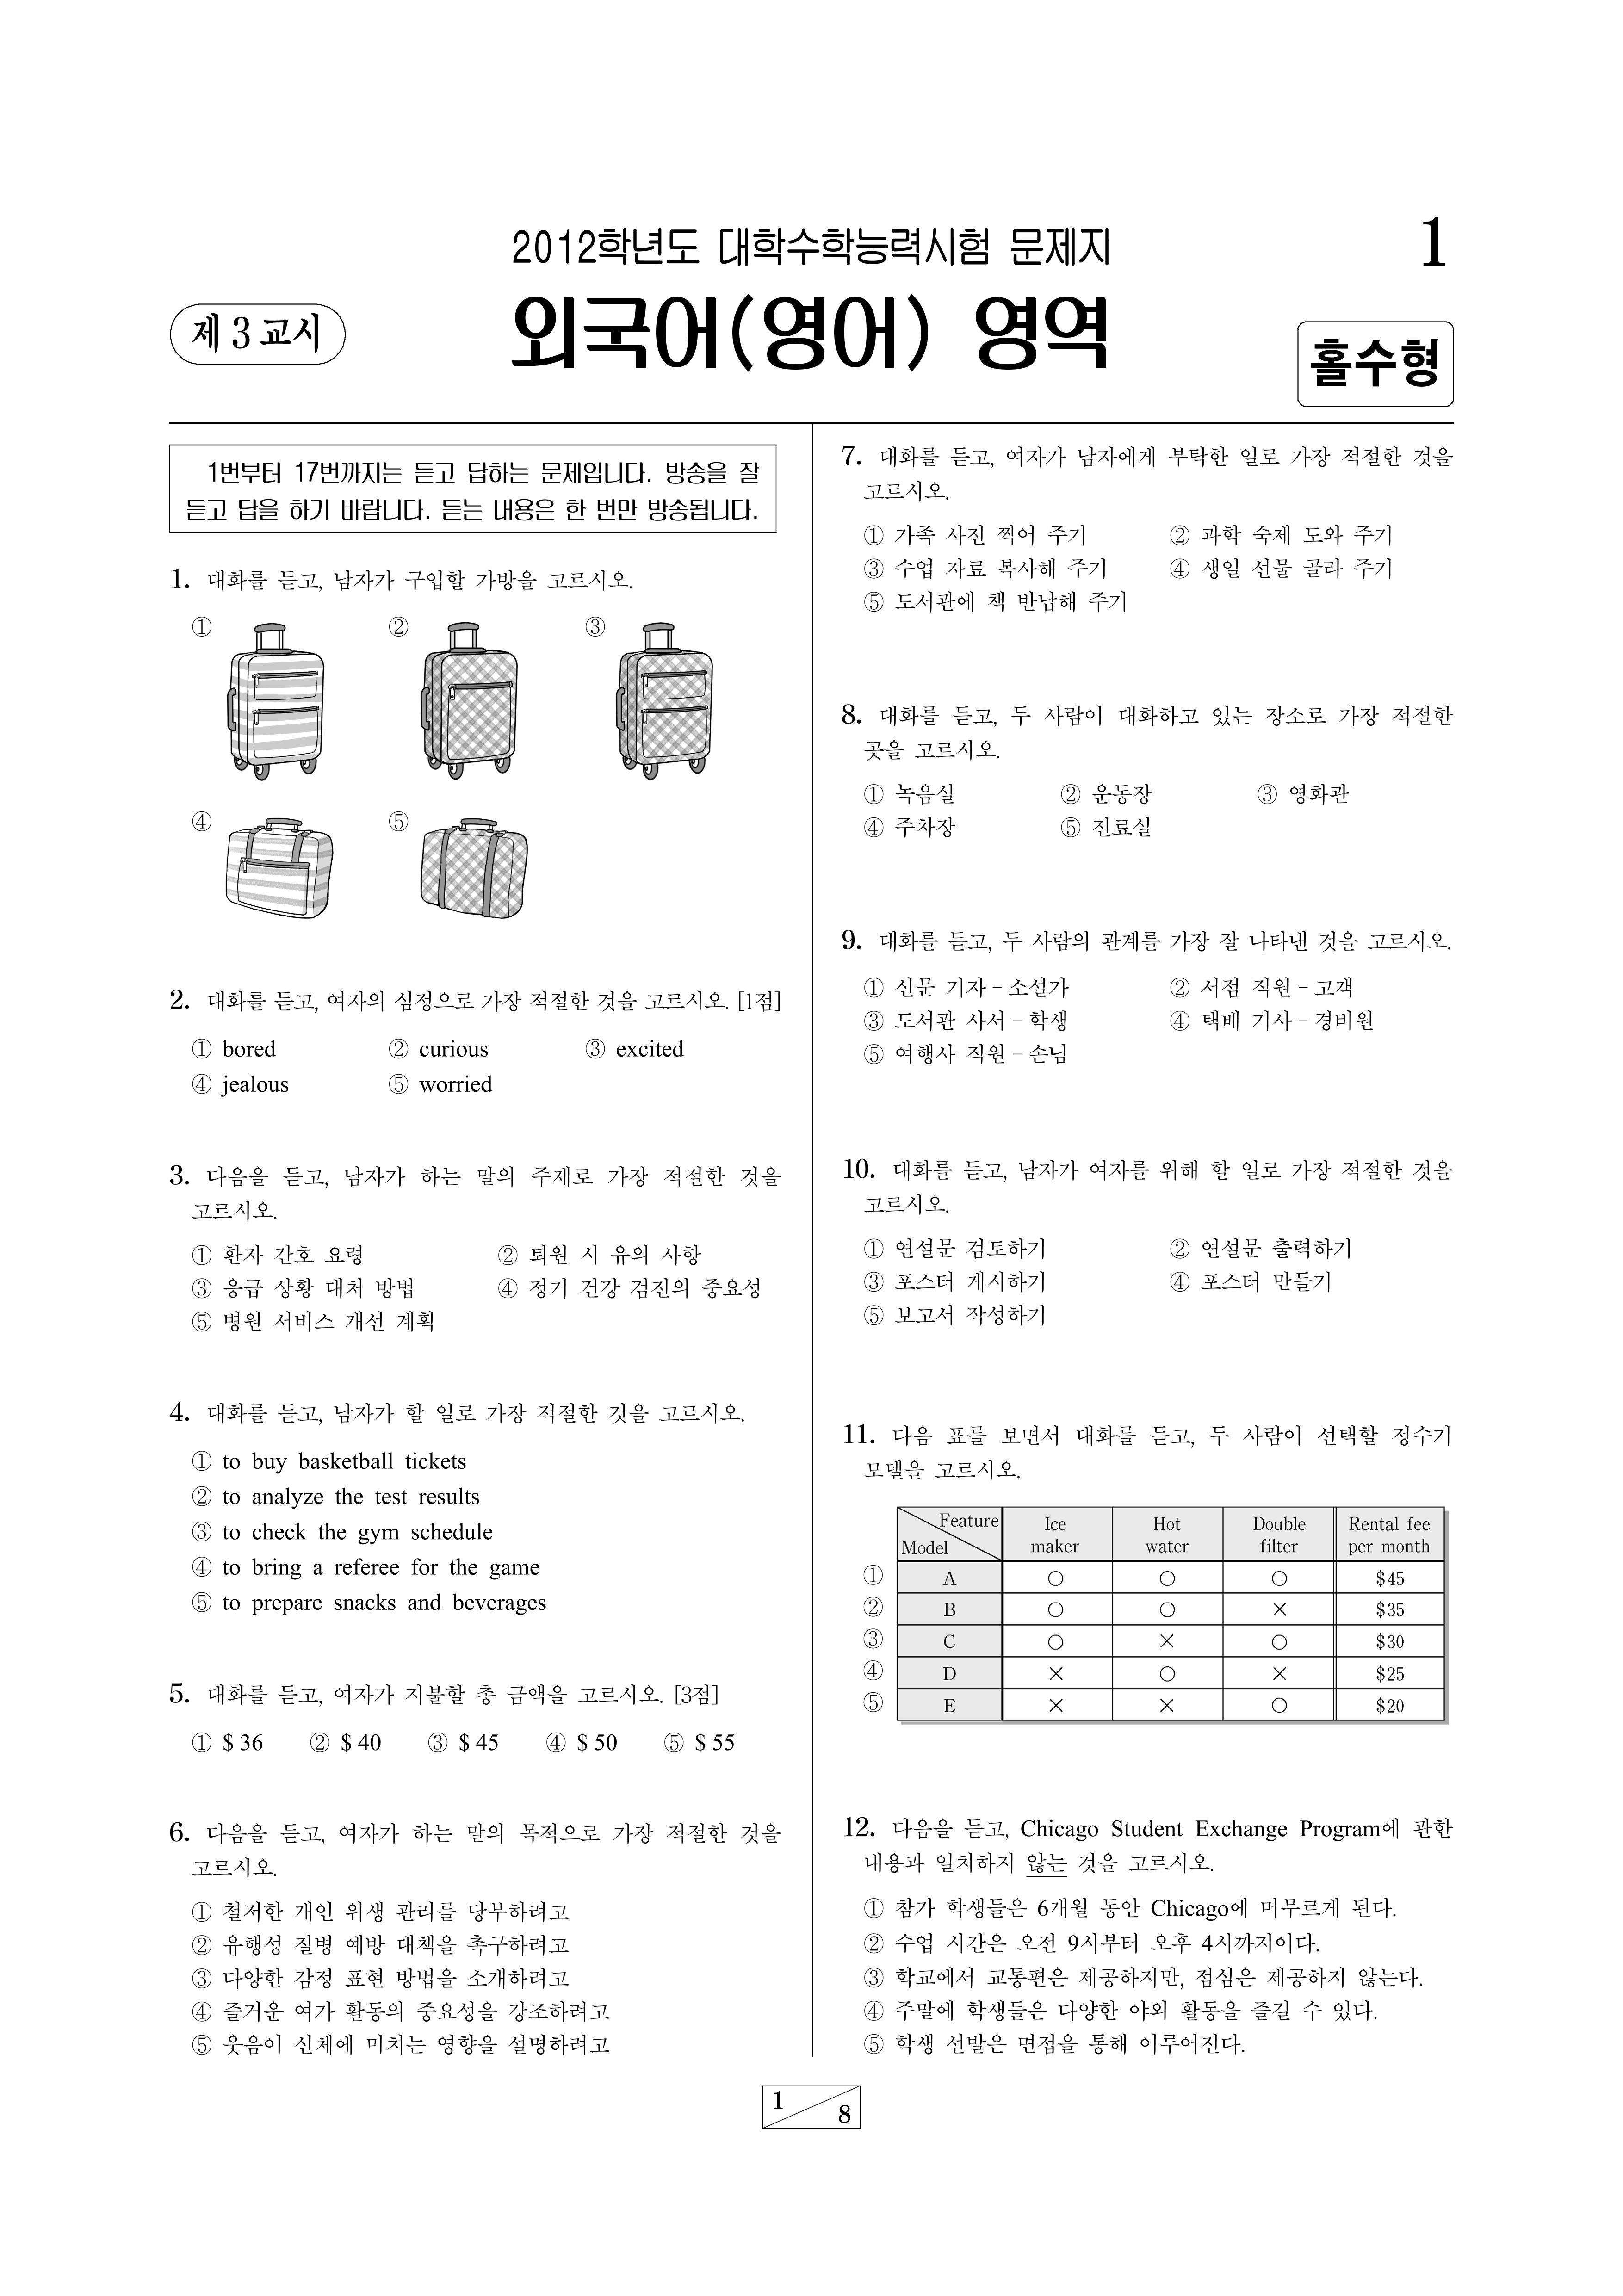 2012학년도 대학수학능력시험 문제지
1
제 3 교시
외국어(영어) 영역
홀수형
1번부터 17번까지는 듣고 답하는 문제입니다. 방송을 잘
듣고 답을 하기 바랍니다. 듣는 내용은 한 번만 방송됩니다.
1. 대화를 듣고, 남자가 구입할 가방을 고르시오.
① ② ③
④ ⑤
2. 대화를 듣고, 여자의 심정으로 가장 적절한 것을 고르시오. [1점]
① bored ② curious ③ excited
④ jealous ⑤ worried
3. 다음을 듣고, 남자가 하는 말의 주제로 가장 적절한 것을
고르시오.
① 환자 간호 요령 ② 퇴원 시 유의 사항
③ 응급 상황 대처 방법 ④ 정기 건강 검진의 중요성
⑤ 병원 서비스 개선 계획
4. 대화를 듣고, 남자가 할 일로 가장 적절한 것을 고르시오.
① to buy basketball tickets
② to analyze the test results
③ to check the gym schedule
④ to bring a referee for the game
⑤ to prepare snacks and beverages
5. 대화를 듣고, 여자가 지불할 총 금액을 고르시오. [3점]
① $ 36 ② $ 40 ③ $ 45 ④ $ 50 ⑤ $ 55
6. 다음을 듣고, 여자가 하는 말의 목적으로 가장 적절한 것을
고르시오.
① 철저한 개인 위생 관리를 당부하려고
② 유행성 질병 예방 대책을 촉구하려고
③ 다양한 감정 표현 방법을 소개하려고
④ 즐거운 여가 활동의 중요성을 강조하려고
⑤ 웃음이 신체에 미치는 영향을 설명하려고
7. 대화를 듣고, 여자가 남자에게 부탁한 일로 가장 적절한 것을
고르시오.
① 가족 사진 찍어 주기 ② 과학 숙제 도와 주기
③ 수업 자료 복사해 주기 ④ 생일 선물 골라 주기
⑤ 도서관에 책 반납해 주기
8. 대화를 듣고, 두 사람이 대화하고 있는 장소로 가장 적절한
곳을 고르시오.
① 녹음실 ② 운동장 ③ 영화관
④ 주차장 ⑤ 진료실
9. 대화를 듣고, 두 사람의 관계를 가장 잘 나타낸 것을 고르시오.
① 신문 기자 – 소설가 ② 서점 직원 – 고객
③ 도서관 사서 – 학생 ④ 택배 기사 – 경비원
⑤ 여행사 직원 – 손님
10. 대화를 듣고, 남자가 여자를 위해 할 일로 가장 적절한 것을
고르시오.
① 연설문 검토하기 ② 연설문 출력하기
③ 포스터 게시하기 ④ 포스터 만들기
⑤ 보고서 작성하기
11. 다음 표를 보면서 대화를 듣고, 두 사람이 선택할 정수기
모델을 고르시오.
Feature Ice Hot Double Rental fee
Model maker water filter per month
① A ○ ○ ○ $45
② B ○ ○ × $35
③ C ○ × ○ $30
④ D × ○ × $25
⑤ E × × ○ $20
12. 다음을 듣고, Chicago Student Exchange Program에 관한
내용과 일치하지 않는 것을 고르시오.
① 참가 학생들은 6개월 동안 Chicago에 머무르게 된다.
② 수업 시간은 오전 9시부터 오후 4시까지이다.
③ 학교에서 교통편은 제공하지만, 점심은 제공하지 않는다.
④ 주말에 학생들은 다양한 야외 활동을 즐길 수 있다.
⑤ 학생 선발은 면접을 통해 이루어진다.
1
8